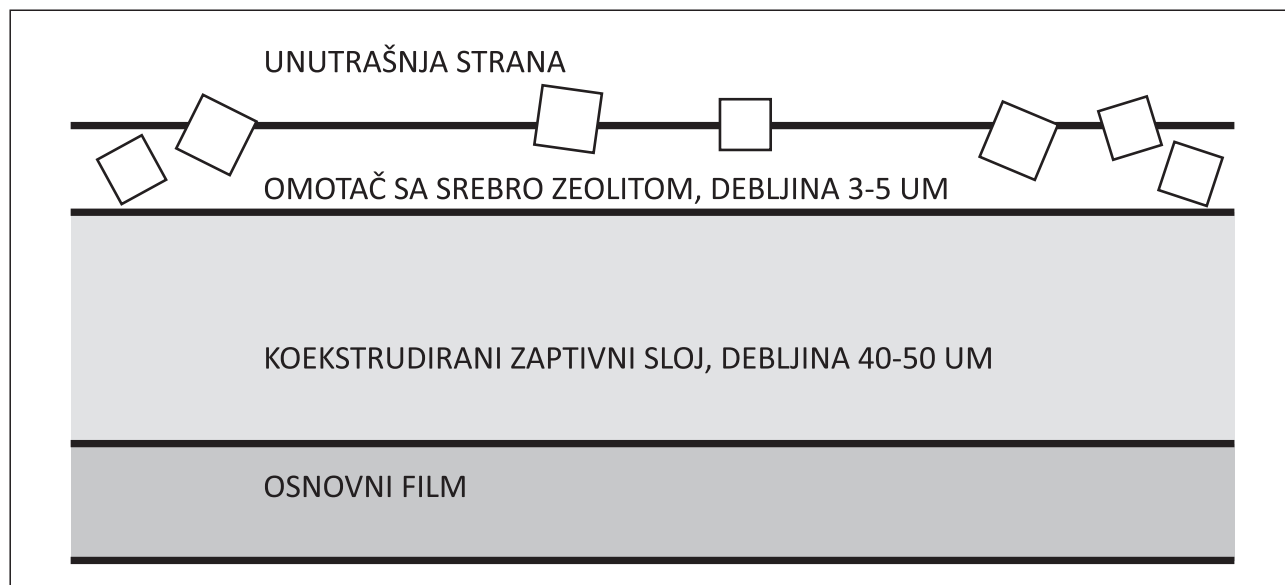 UNUTRAŠNJA STRANA
OMOTAČ SA SREBRO ZEOLITOM, DEBLJINA 3-5 UM
KOEKSTRUDIRANI ZAPTIVNI SLOJ, DEBLJINA 40-50 UM
OSNOVNI FILM